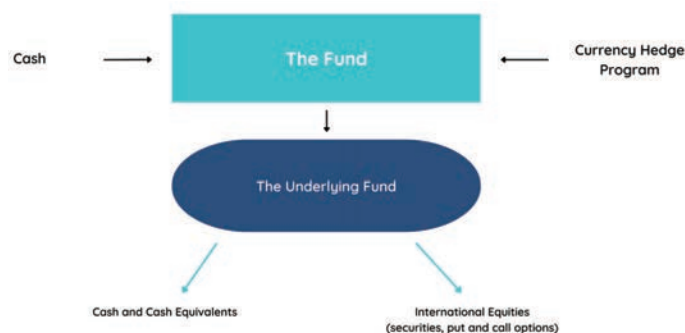 Cash
The Fund
Currency Hedge
Program
The Underlying Fund
Cash and Cash Equivalents
International Equities
(securities, put and call options)